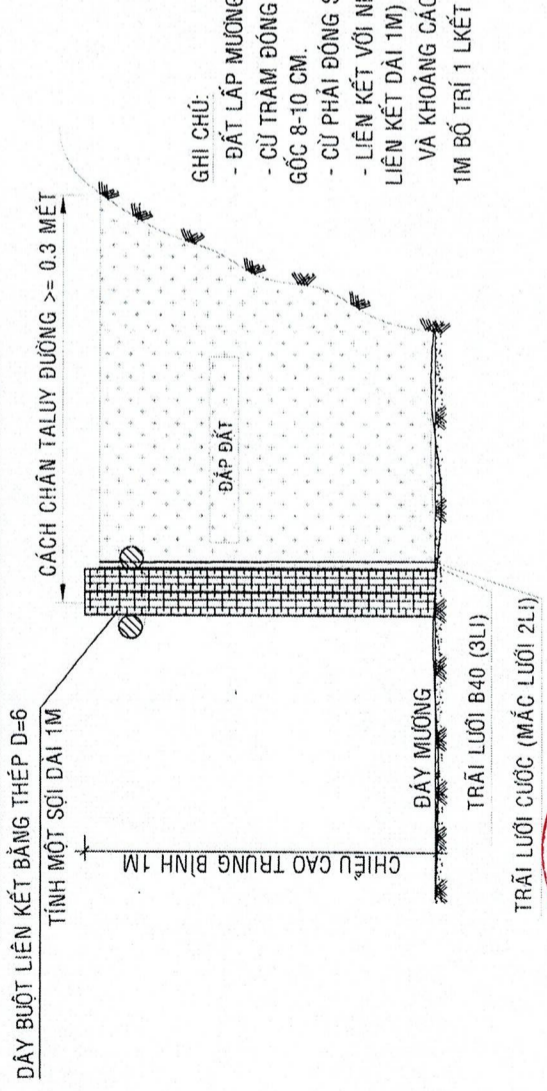 DÂY BUỘT LIÊN KẾT BẰNG THÉP D=6
TÍNH MỘT SỢI DÀI 1M
CÁCH CHÂN TALUY ĐƯỜNG >= 0.3 MÉT
CHIỀU CAO TRUNG BÌNH 1M
ĐẮP ĐẤT
ĐÁY MƯƠNG
TRÃI LƯỚI B40 (3LI)
TRÃI LƯỚI CƯỚC (MẮC LƯỚI 2LI)
GHI CHÚ:
- ĐẤT LẤP MƯƠNG
- CỪ TRÀM ĐÓNG
GỐC 8-10 CM.
- CỪ PHẢI ĐÓNG
- LIÊN KẾT VỚI
LIÊN KẾT DÀI 1M)
VÀ KHOẢNG
1M BỐ TRÍ 1 LKẾT